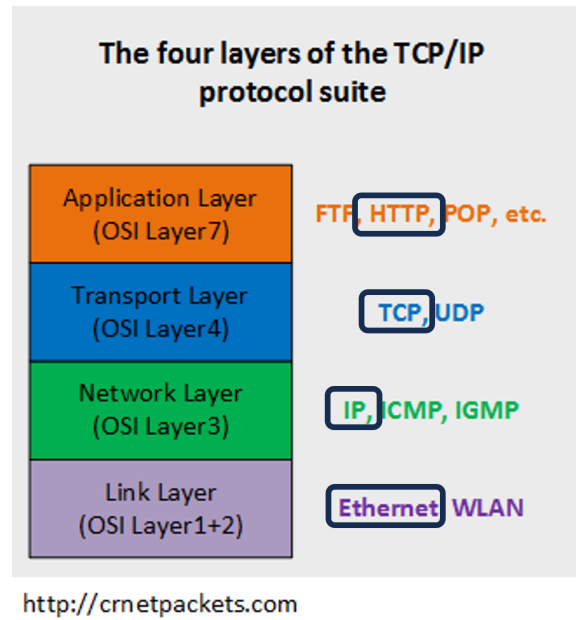 The four layers of the TCP/IP
protocol suite
Application Layer
(OSI Layer7)
FTP, HTTP, POP, etc.
Transport Layer
(OSI Layer4)
TCP, UDP
Network Layer
(OSI Layer3)
IP, ICMP, IGMP
Link Layer
(OSI Layer1+2)
Ethernet WLAN
http://crnetpackets.com